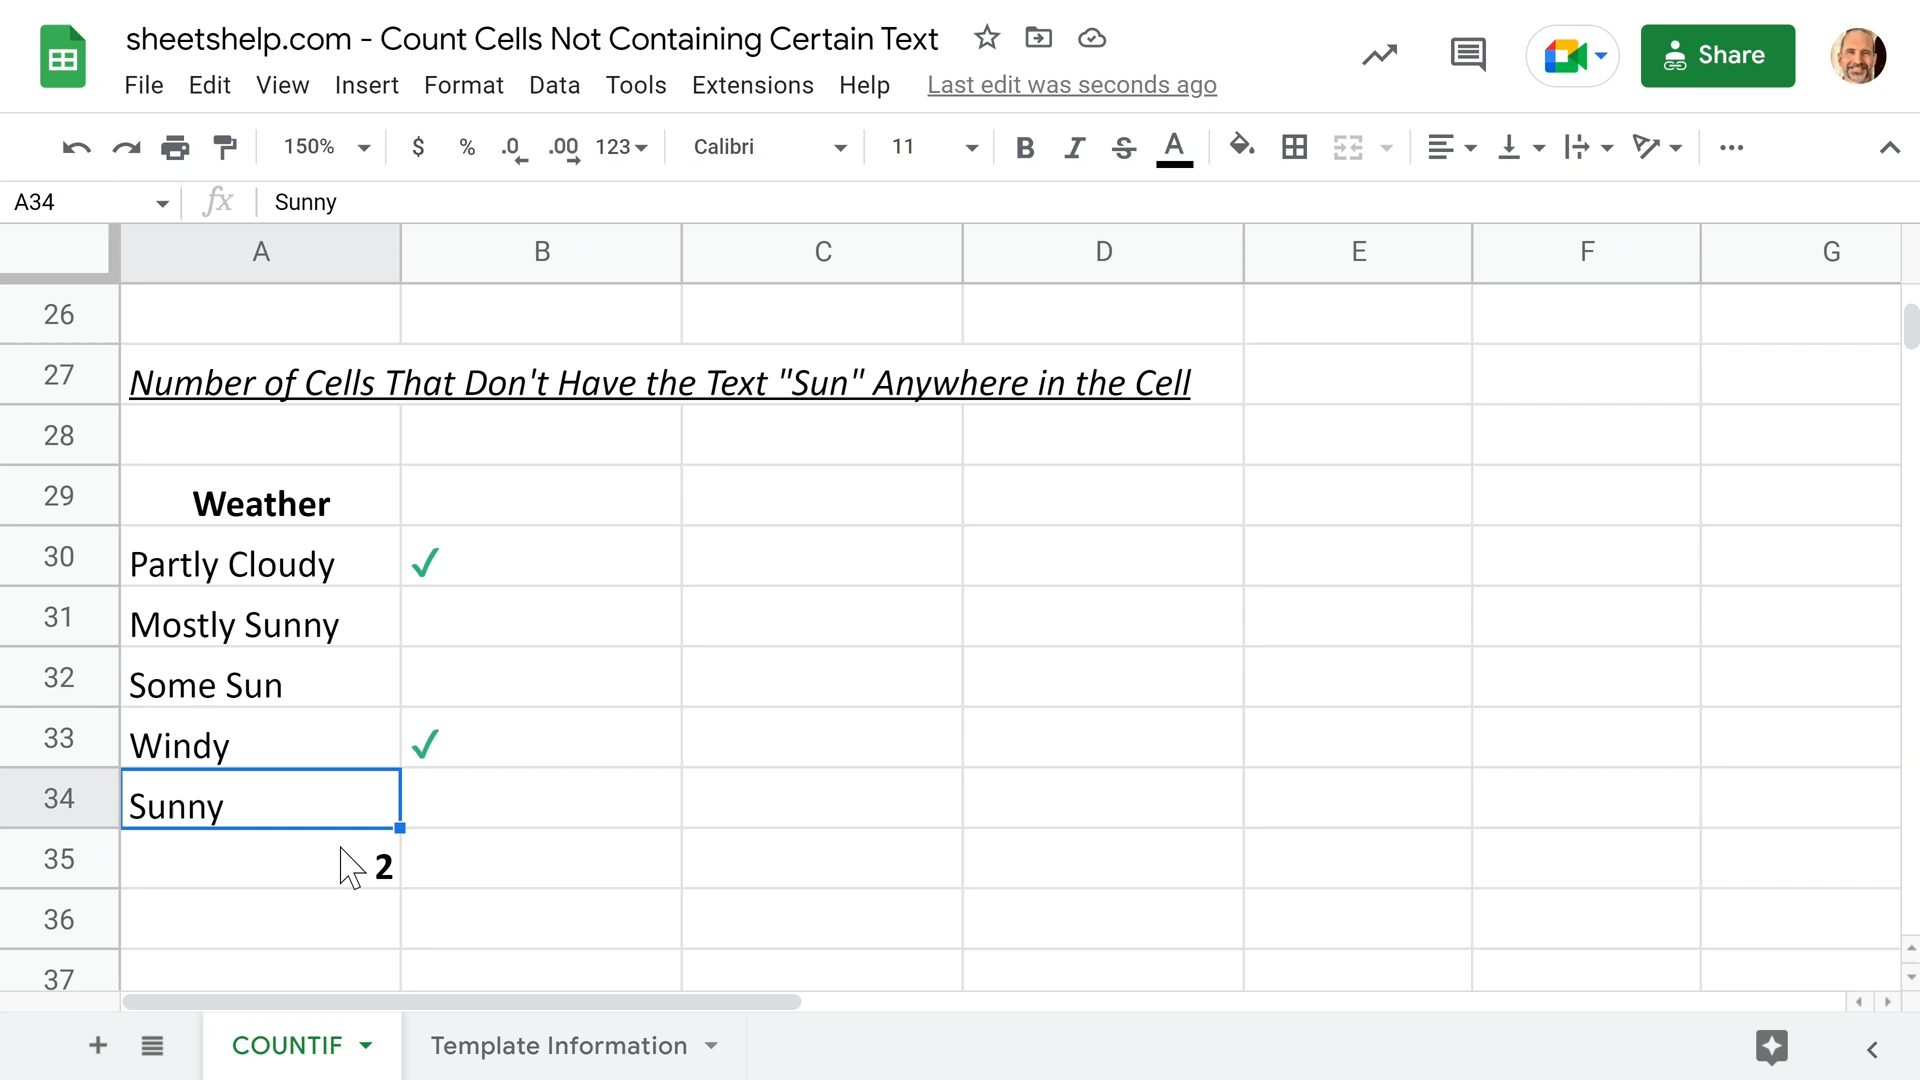 sheetshelp.com - Count Cells Not Containing Certain Text
File Edit View Insert Format Data Tools Extensions Help Last edit was seconds ago
Share
150% $ % .0 .00 123 Calibri 11 B I S A
A34 fx Sunny
A B C D E F G
26
27 Number of Cells That Don't Have the Text "Sun" Anywhere in the Cell
28
29 Weather
30 Partly Cloudy ✓
31 Mostly Sunny
32 Some Sun
33 Windy ✓
34 Sunny
35 2
36
37
+ COUNTIF Template Information